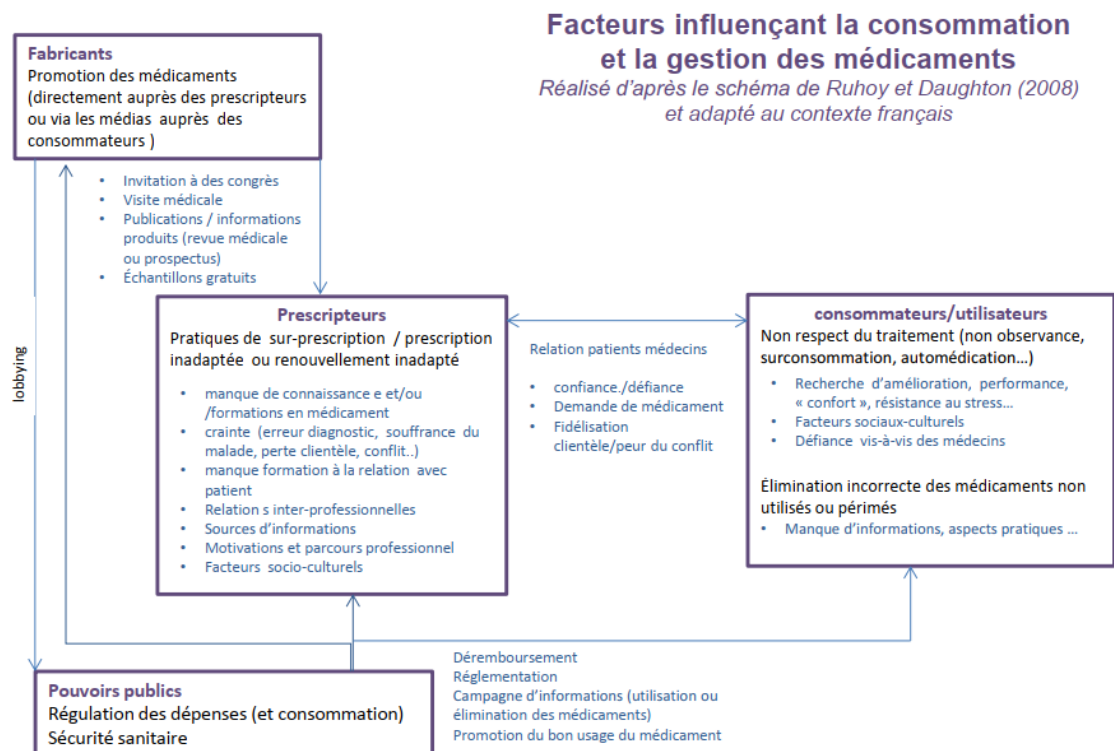 Facteurs influençant la consommation
et la gestion des médicaments
Réalisé d'après le schéma de Ruhoy et Daughton (2008)
et adapté au contexte français
Fabricants
Promotion des médicaments
(directement auprès des prescripteurs
ou via les médias auprès des
consommateurs )
• Invitation à des congrès
• Visite médicale
• Publications / informations
produits (revue médicale
ou prospectus)
• Échantillons gratuits
lobbying
Prescripteurs
Pratiques de sur-prescription / prescription
inadaptée ou renouvellement inadapté
• manque de connaissance e et/ou
/formations en médicament
• crainte (erreur diagnostic, souffrance du
malade, perte clientèle, conflit..)
• manque formation à la relation avec
patient
• Relation s inter-professionnelles
• Sources d'informations
• Motivations et parcours professionnel
• Facteurs socio-culturels
Relation patients médecins
• confiance./défiance
• Demande de médicament
• Fidélisation
clientèle/peur du conflit
consommateurs/utilisateurs
Non respect du traitement (non observance,
surconsommation, automédication...)
• Recherche d'amélioration, performance,
« confort », résistance au stress...
• Facteurs sociaux-culturels
• Défiance vis-à-vis des médecins
Élimination incorrecte des médicaments non
utilisés ou périmés
• Manque d'informations, aspects pratiques ...
Déremboursement
Réglementation
Campagne d'informations (utilisation ou
élimination des médicaments)
Promotion du bon usage du médicament
Pouvoirs publics
Régulation des dépenses (et consommation)
Sécurité sanitaire